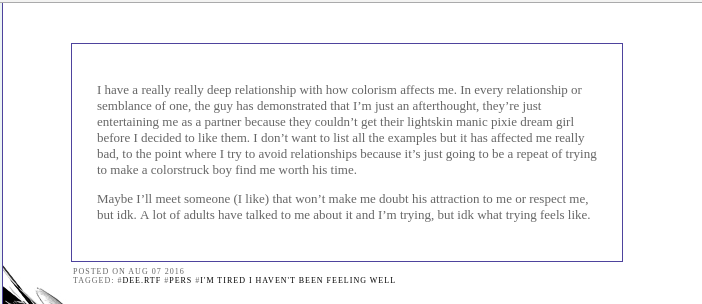 I have a really really deep relationship with how colorism affects me. In every relationship or
semblance of one, the guy has demonstrated that I’m just an afterthought, they’re just
entertaining me as a partner because they couldn’t get their lightskin manic pixie dream girl
before I decided to like them. I don’t want to list all the examples but it has affected me really
bad, to the point where I try to avoid relationships because it’s just going to be a repeat of trying
to make a colorstruck boy find me worth his time.
Maybe I’ll meet someone (I like) that won’t make me doubt his attraction to me or respect me,
but idk. A lot of adults have talked to me about it and I’m trying, but idk what trying feels like.
POSTED ON AUG 07 2016
TAGGED: #DEE.RTF #PERS #I'M TIRED I HAVEN'T BEEN FEELING WELL